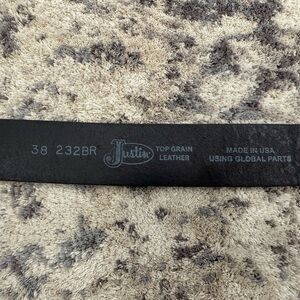 38 232BR Justin TOP GRAIN LEATHER
MADE IN USA
USING GLOBAL PARTS